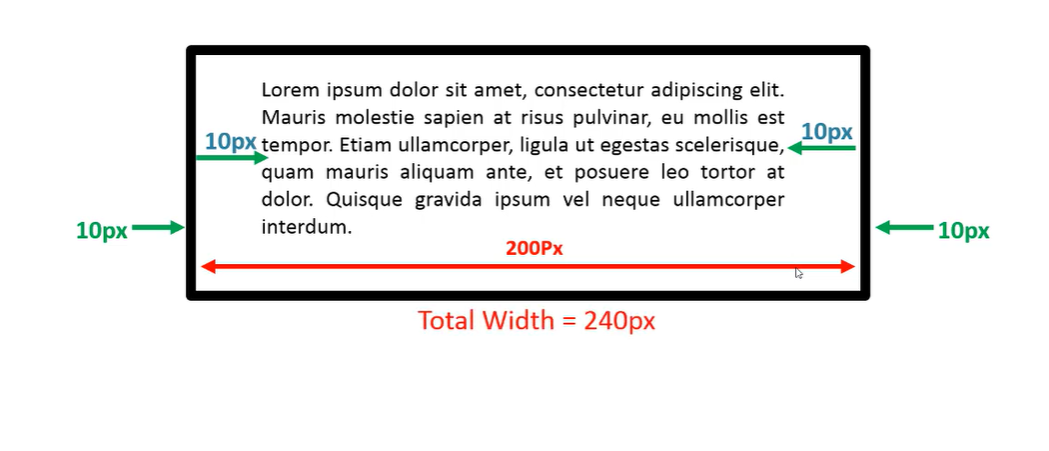 Lorem ipsum dolor sit amet, consectetur adipiscing elit.
Mauris molestie sapien at risus pulvinar, eu mollis est
10px tempor. Etiam ullamcorper, ligula ut egestas scelerisque, 10px
quam mauris aliquam ante, et posuere leo tortor at
dolor. Quisque gravida ipsum vel neque ullamcorper
10px interdum. 10px
200Px
Total Width = 240px